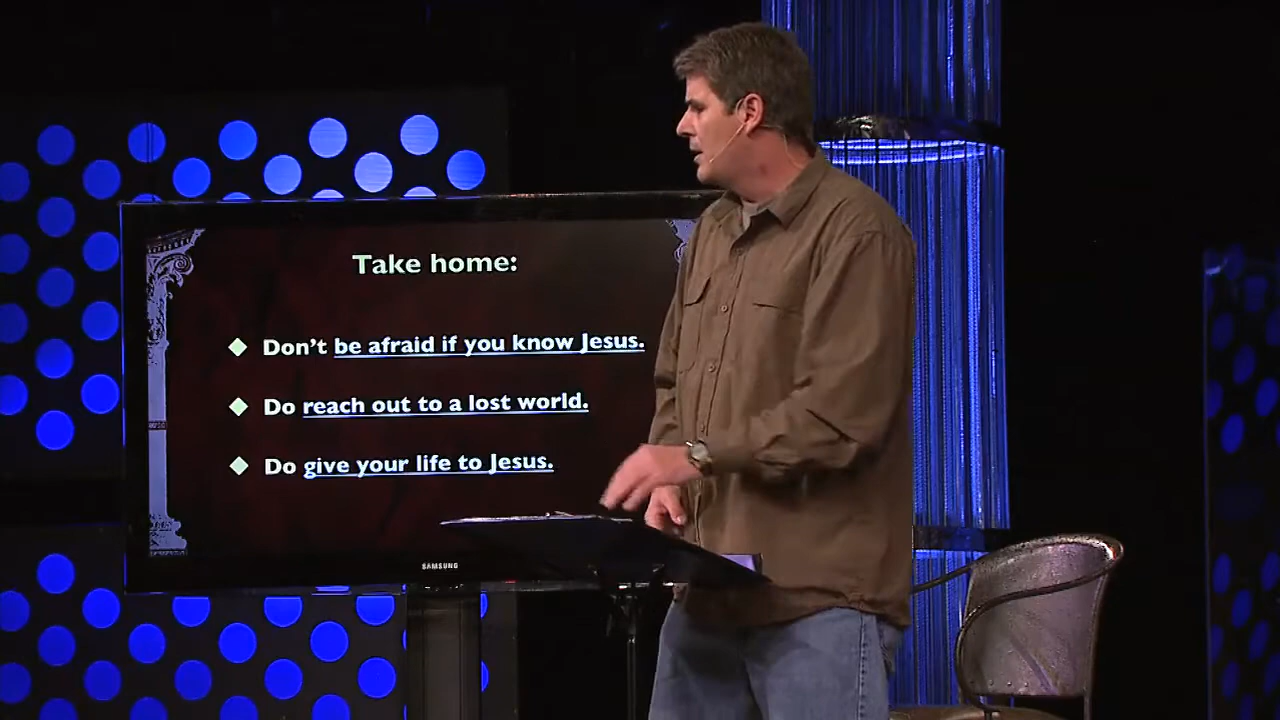 Take home:
Don't be afraid if you know Jesus.
Do reach out to a lost world.
Do give your life to Jesus.
SAMSUNG